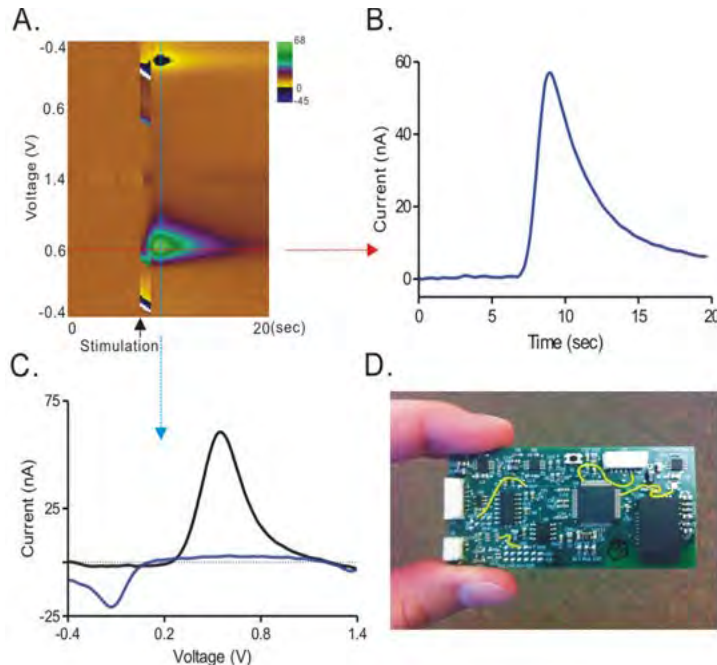 A.
-0.4
0.6
1.4
0.6
-0.4
Voltage (V)
68
0
-45
0
20(sec)
Stimulation
B.
60
40
20
0
Current (nA)
0
5
10
15
20
Time (sec)
C.
75
25
-25
Current (nA)
-0.4
0.2
0.8
1.4
Voltage (V)
D.